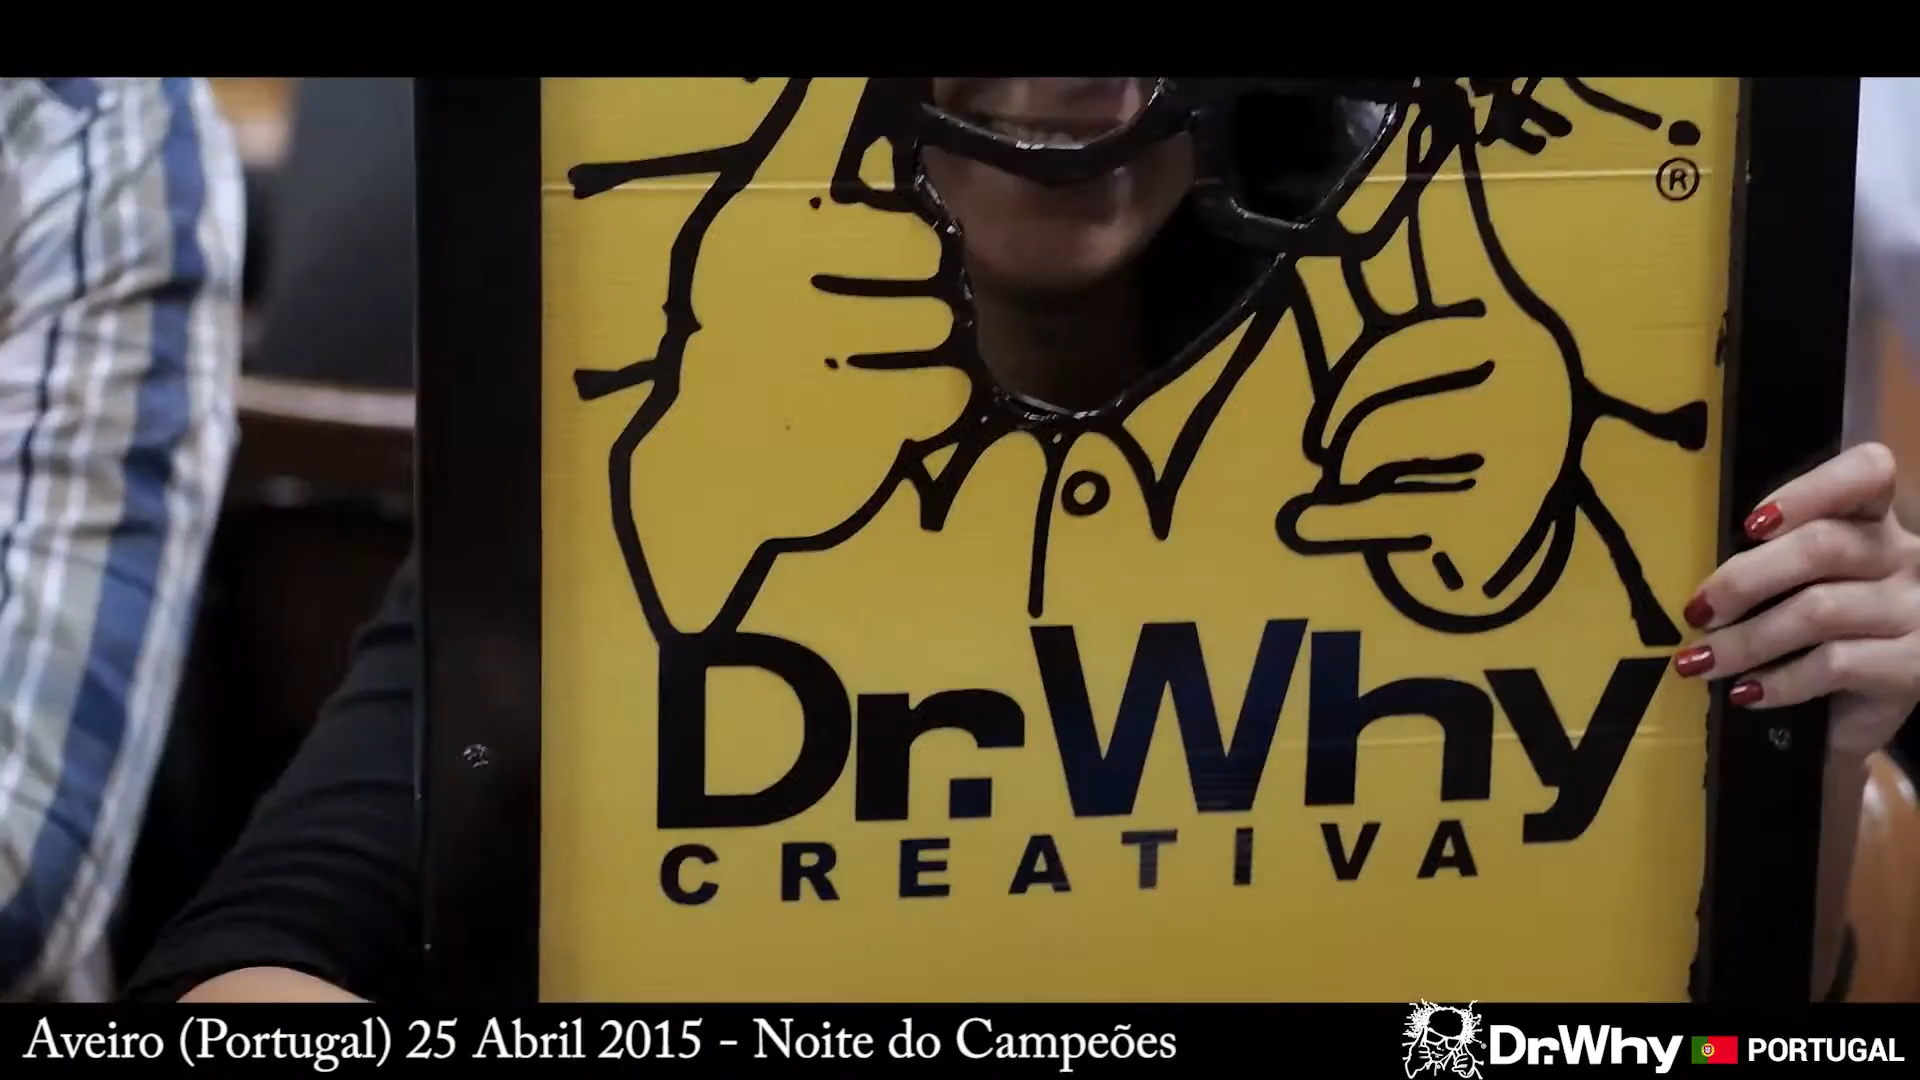 ®
Dr.Why
CREATIVA
Aveiro (Portugal) 25 Abril 2015 - Noite do Campeões
Dr.Why PORTUGAL